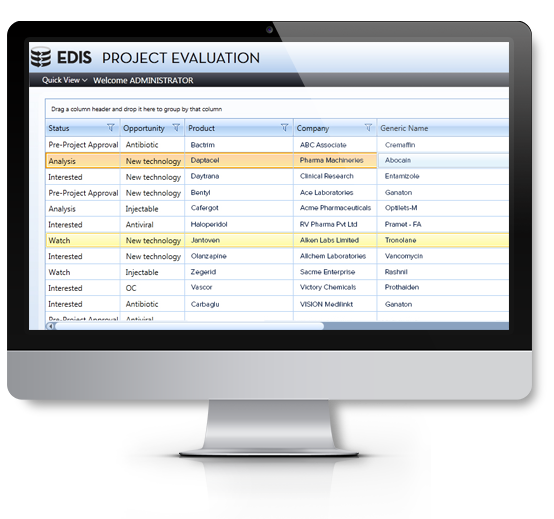 EDIS PROJECT EVALUATION
Quick View Welcome ADMINISTRATOR
Drag a column header and drop it here to group by that column
Status Opportunity Product Company Generic Name
Pre-Project Approval Antibiotic Bactrim ABC Associate Cremaffin
Analysis New technology Daptacel Pharma Machineries Abocain
Interested New technology Daytrana Clinical Research Entamizole
Pre-Project Approval New technology Bentyl Ace Laboratories Ganaton
Analysis Injectable Cafergot Acme Pharmaceuticals Optilets-M
Interested Antiviral Haloperidol RV Pharma Pvt Ltd Pramet - FA
Watch New technology Jantoven Alken Labs Limited Tronolane
Interested New technology Olanzapine Allchem Laboratories Vancomycin
Watch Injectable Zegerid Sacme Enterprise Rashnil
Interested OC Vascor Victory Chemicals Prothaiden
Interested Antibiotic Carbaglu VISION Medilinkt Ganaton
Pre-Project Approval Antiviral